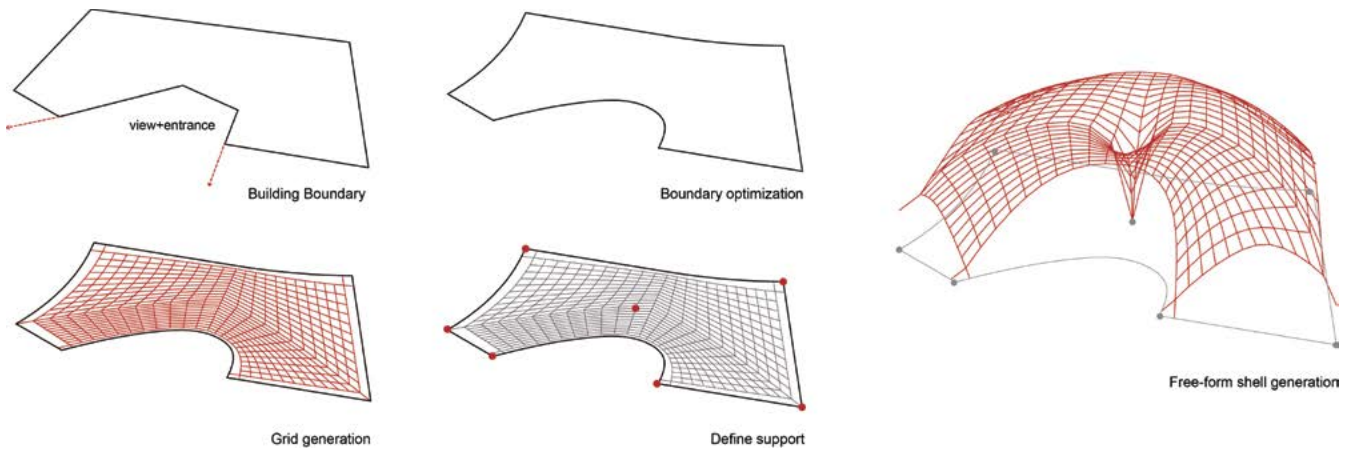 view+entrance
Building Boundary
Boundary optimization
Grid generation
Define support
Free-form shell generation